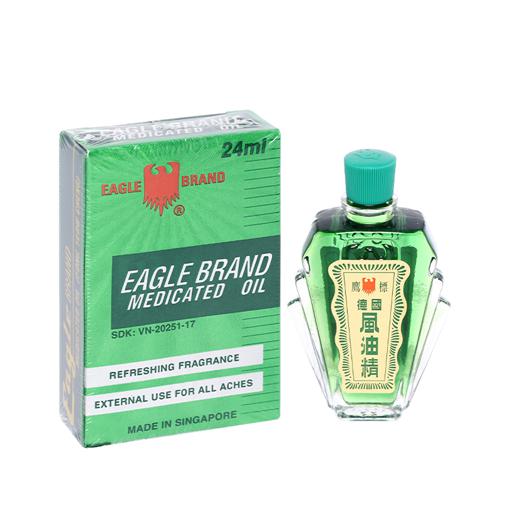 EAGLE BRAND
MEDICATED OIL
24ml
EAGLE BRAND
®
EAGLE BRAND
MEDICATED OIL
SDK: VN-20251-17
REFRESHING FRAGRANCE
EXTERNAL USE FOR ALL ACHES
MADE IN SINGAPORE
鷹標
德國
風油精